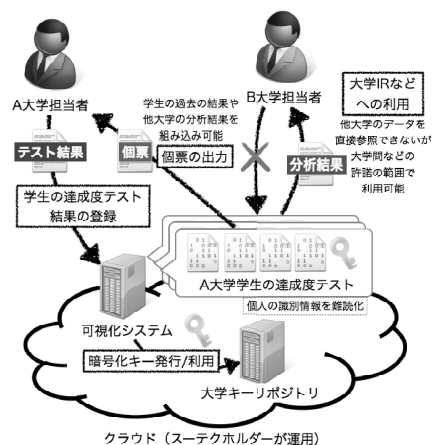 A大学担当者
B大学担当者
大学IRなど
への利用
学生の過去の結果や
他大学の分析結果を
組み込み可能
他大学のデータを
直接参照できないが
大学間などの
許諾の範囲で
利用可能
テスト結果
個票
個票の出力
分析結果
学生の達成度テスト
結果の登録
A大学学生の達成度テスト
個人の識別情報を難読化
可視化システム
暗号化キー発行/利用
大学キーリポジトリ
クラウド（ステークホルダーが運用）